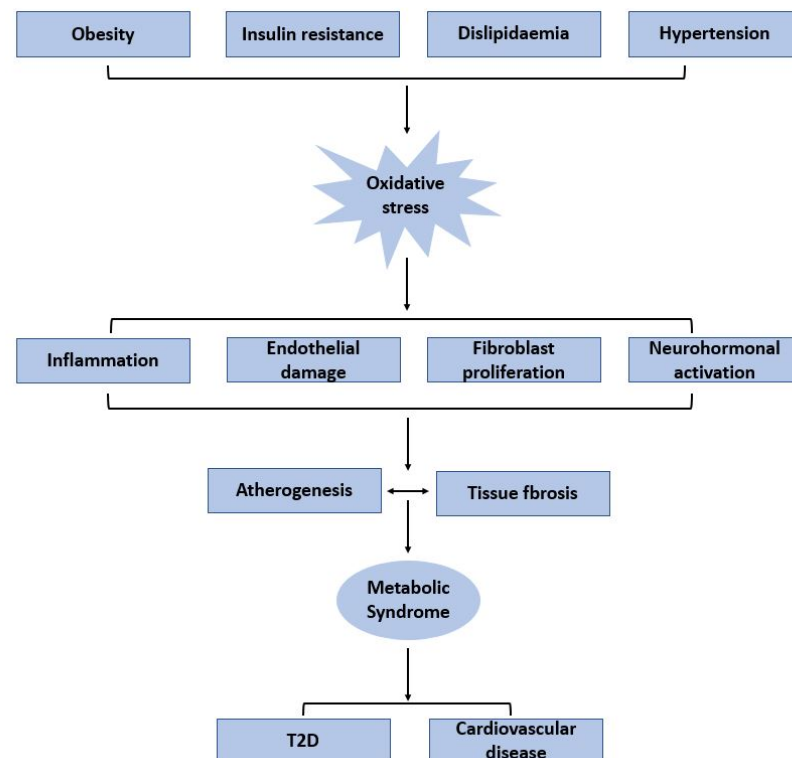 Obesity
Insulin resistance
Dislipidaemia
Hypertension
Oxidative
stress
Inflammation
Endothelial
damage
Fibroblast
proliferation
Neurohormonal
activation
Atherogenesis
Tissue fbrosis
Metabolic
Syndrome
T2D
Cardiovascular
disease